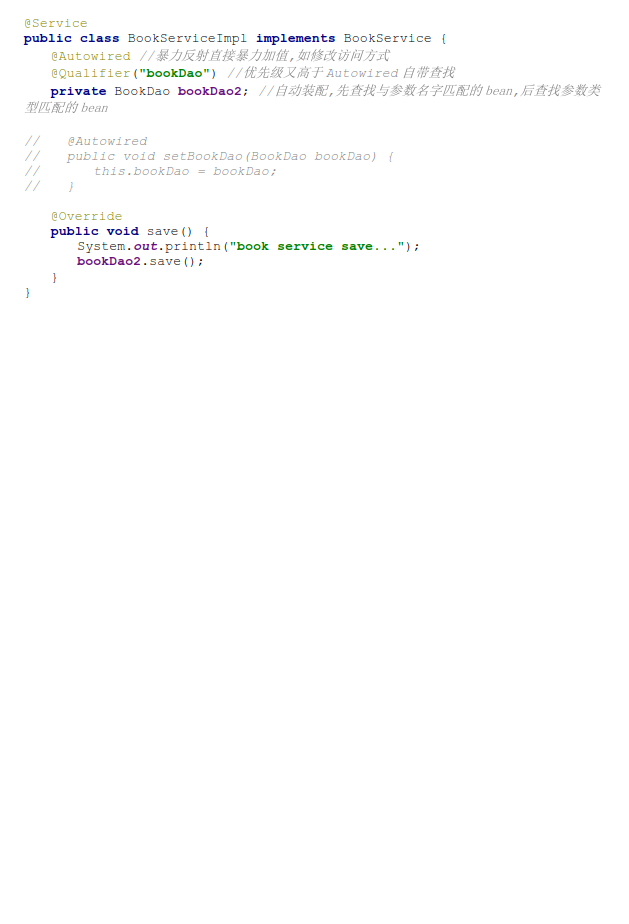 @Service
public class BookServiceImpl implements BookService {
@Autowired //暴力反射直接暴力加值,如修改访问方式
@Qualifier("bookDao") //优先级又高于 Autowired 自带查找
private BookDao bookDao2; //自动装配,先查找与参数名字匹配的 bean,后查找参数类
型匹配的 bean
// @Autowired
// public void setBookDao(BookDao bookDao) {
// this.bookDao = bookDao;
// }
@Override
public void save() {
System.out.println("book service save...");
bookDao2.save();
}
}